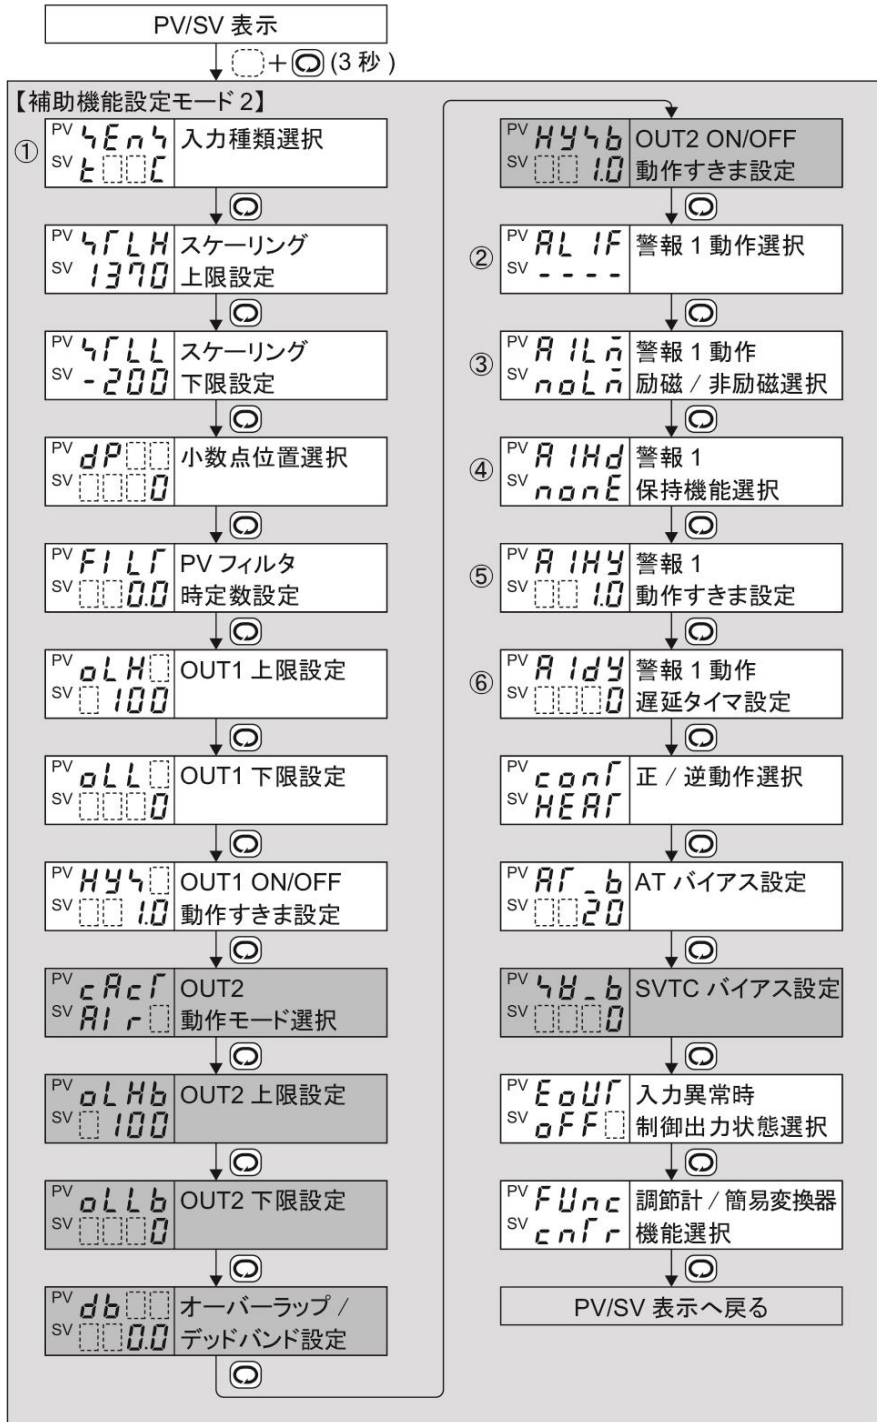 PV/SV 表示
+ (3 秒)
【補助機能設定モード 2】
① PV SEnS 入力種類選択
SV t C
PV STLH スケーリング
SV 1370 上限設定
PV STLL スケーリング
SV -200 下限設定
PV dP 小数点位置選択
SV 0
PV FILT PV フィルタ
SV 0.0 時定数設定
PV oLH OUT1 上限設定
SV 100
PV oLL OUT1 下限設定
SV 0
PV HYS OUT1 ON/OFF
SV 1.0 動作すきま設定
PV cAcT OUT2
SV AIr 動作モード選択
PV oLHb OUT2 上限設定
SV 100
PV oLLb OUT2 下限設定
SV 0
PV db オーバーラップ /
SV 0.0 デッドバンド設定
PV HYSb OUT2 ON/OFF
SV 1.0 動作すきま設定
② PV AL1F 警報 1 動作選択
SV ----
③ PV A1Lm 警報 1 動作
SV noLm 励磁 / 非励磁選択
④ PV A1Hd 警報 1
SV nonE 保持機能選択
⑤ PV A1HY 警報 1
SV 1.0 動作すきま設定
⑥ PV A1dY 警報 1 動作
SV 0 遅延タイマ設定
PV conT 正 / 逆動作選択
SV HEAT
PV AT_b AT バイアス設定
SV 20
PV SB_b SVTC バイアス設定
SV 0
PV EoUT 入力異常時
SV oFF 制御出力状態選択
PV FUnc 調節計 / 簡易変換器
SV cnTr 機能選択
PV/SV 表示へ戻る